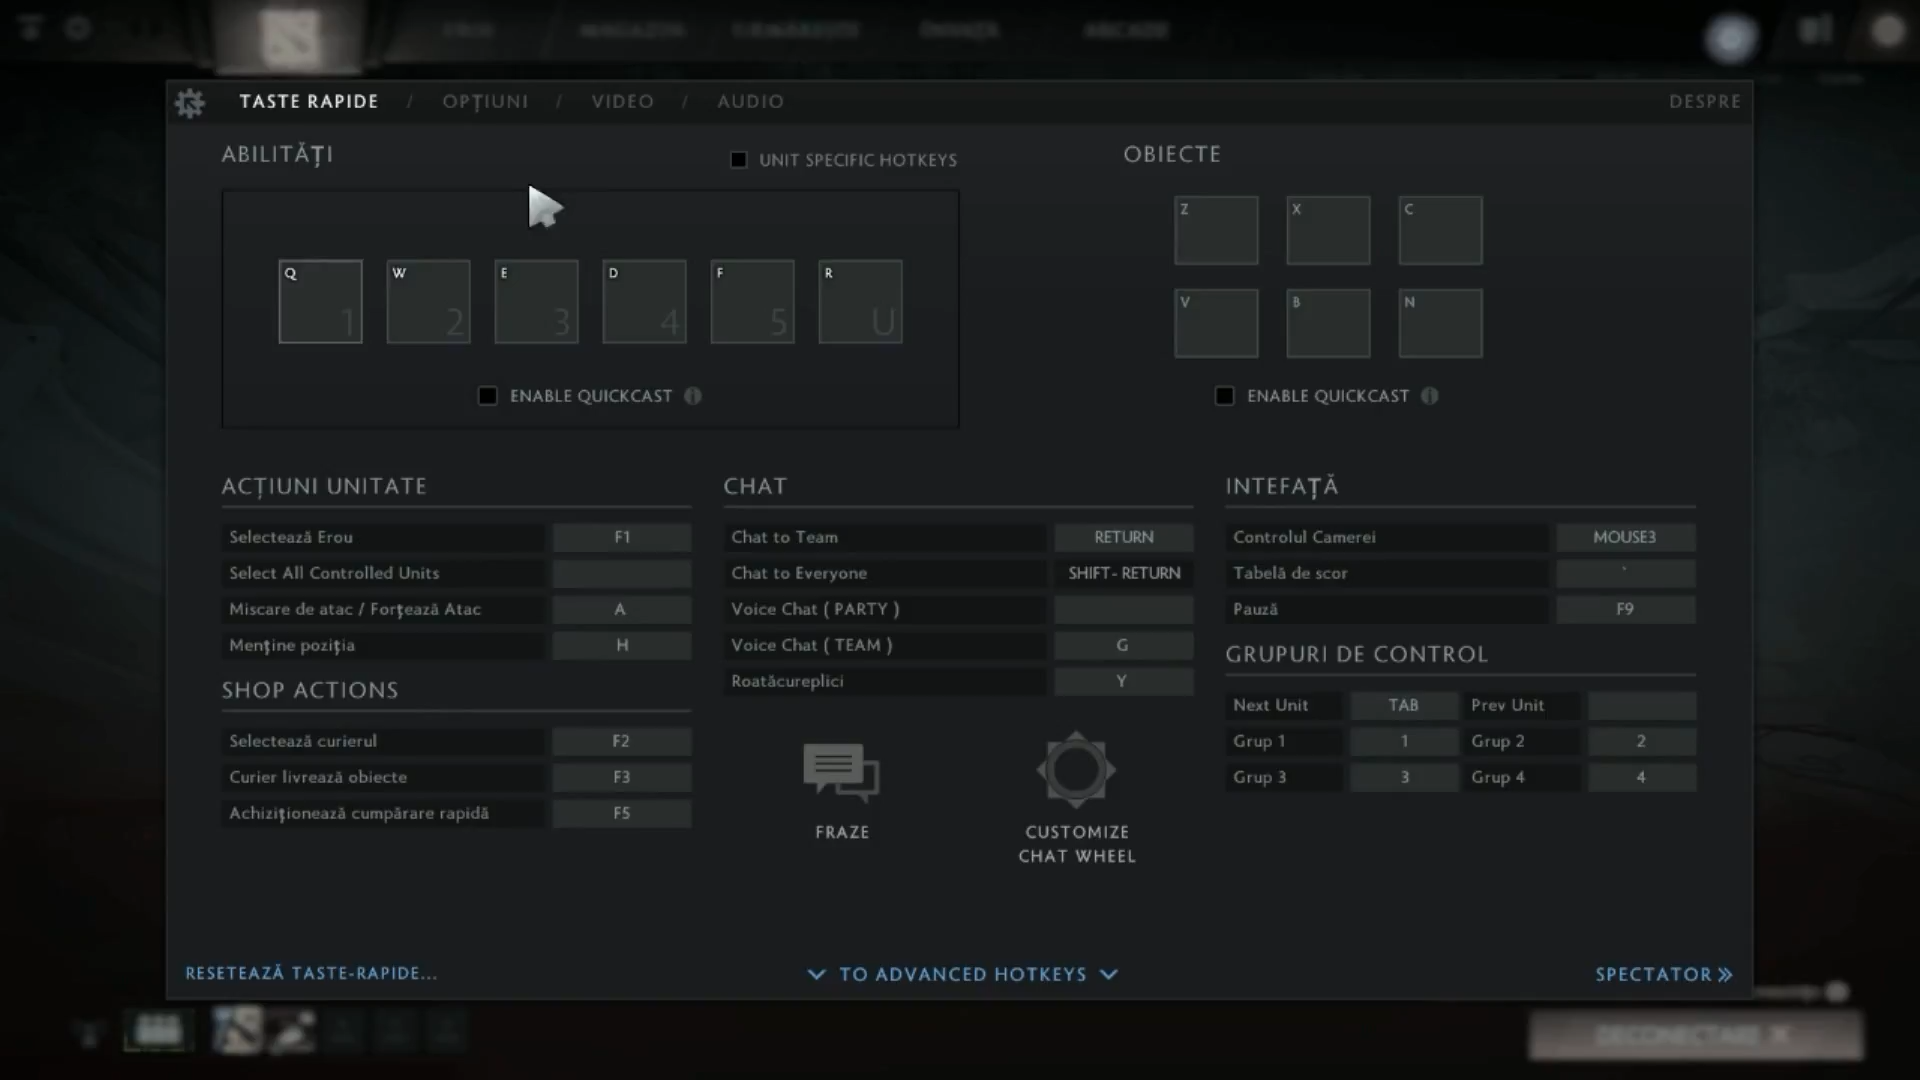 TASTE RAPIDE / OPȚIUNI / VIDEO / AUDIO DESPRE
ABILITĂȚI
UNIT SPECIFIC HOTKEYS
OBIECTE
Z X C
Q W E D F R
1 2 3 4 5 U
V B N
ENABLE QUICKCAST
ENABLE QUICKCAST
ACȚIUNI UNITATE
Selectează Erou F1
Select All Controlled Units
Miscare de atac / Forțează Atac A
Menține poziția H
SHOP ACTIONS
Selectează curierul F2
Curier livrează obiecte F3
Achiziționează cumpărare rapidă F5
CHAT
Chat to Team RETURN
Chat to Everyone SHIFT- RETURN
Voice Chat ( PARTY )
Voice Chat ( TEAM ) G
Roatăcureplici Y
FRAZE
CUSTOMIZE
CHAT WHEEL
INTEFAȚĂ
Controlul Camerei MOUSE3
Tabelă de scor `
Pauză F9
GRUPURI DE CONTROL
Next Unit TAB Prev Unit
Grup 1 1 Grup 2 2
Grup 3 3 Grup 4 4
RESETEAZĂ TASTE-RAPIDE...
TO ADVANCED HOTKEYS
SPECTATOR
DECONECTARE X